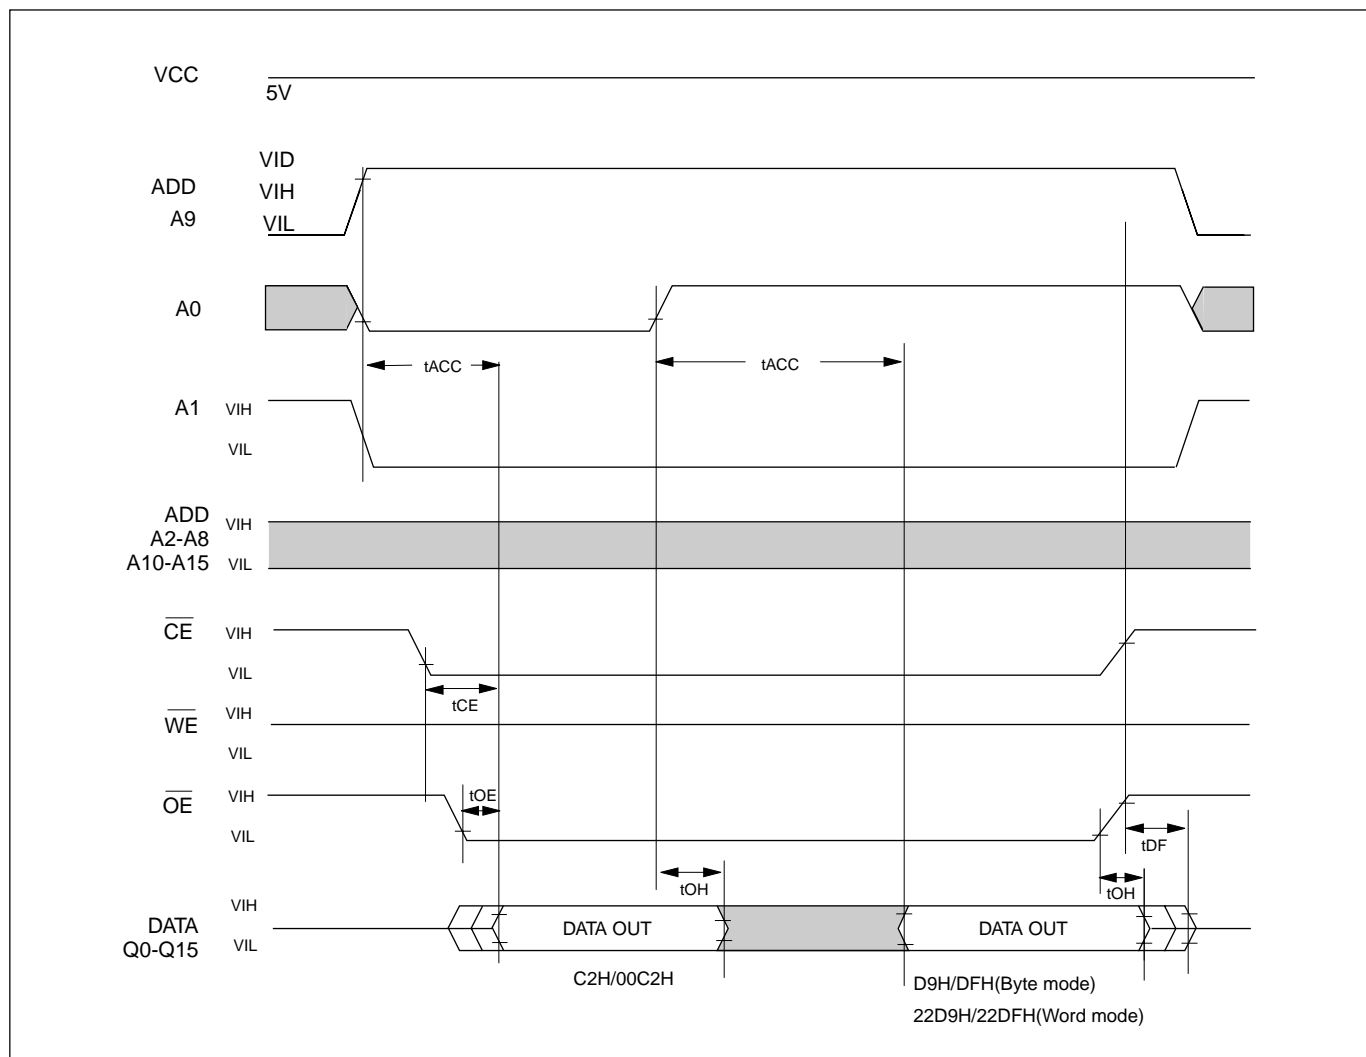 VCC
5V
VID
ADD
VIH
A9
VIL
A0
tACC
tACC
A1
VIH
VIL
ADD
VIH
A2-A8
A10-A15
VIL
CE
VIH
VIL
tCE
WE
VIH
VIL
OE
VIH
tOE
VIL
tDF
tOH
tOH
DATA
VIH
Q0-Q15
VIL
DATA OUT
DATA OUT
C2H/00C2H
D9H/DFH(Byte mode)
22D9H/22DFH(Word mode)